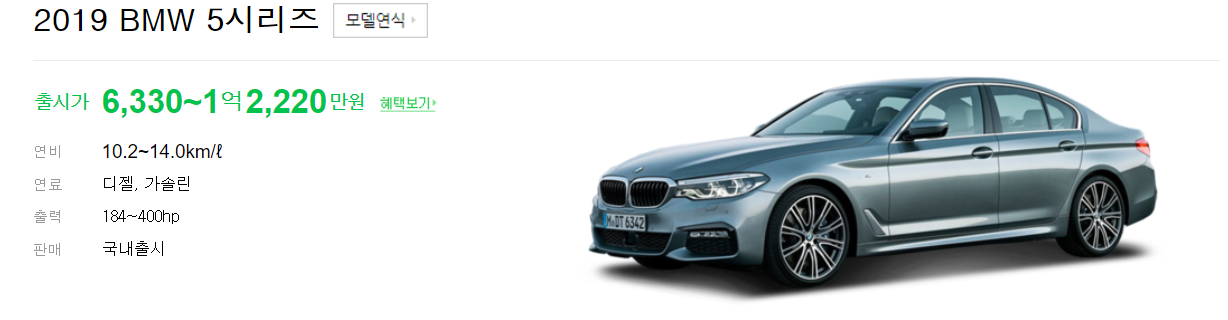 2019 BMW 5시리즈 모델연식
출시가 6,330~1억2,220만원 혜택보기
연비 10.2~14.0km/ℓ
연료 디젤, 가솔린
출력 184~400hp
판매 국내출시
M DT 6342